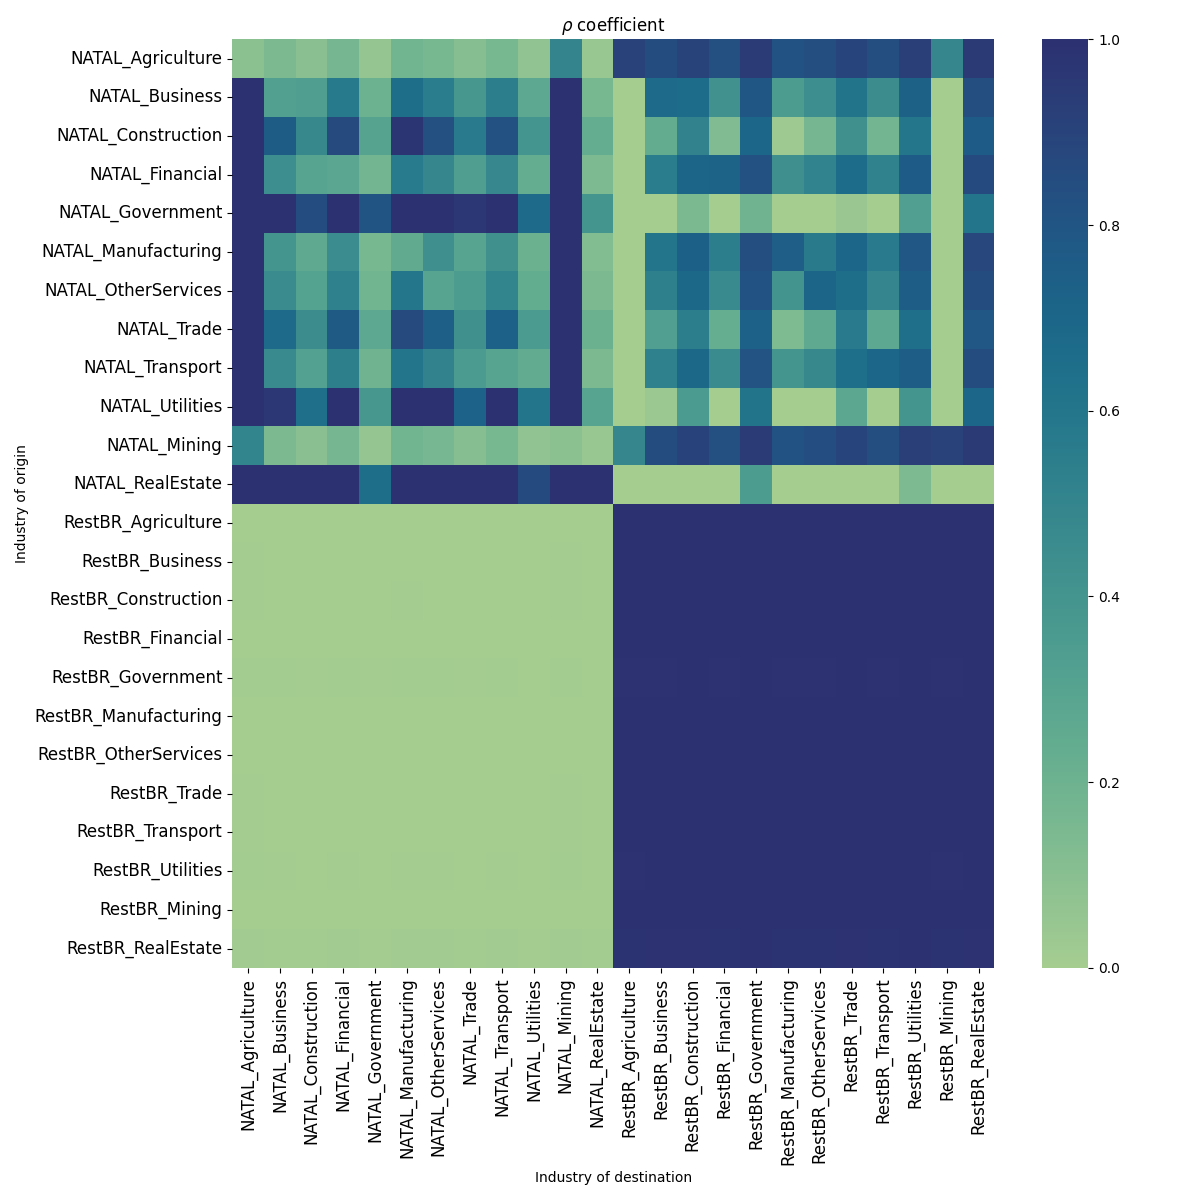 ρ coefficient
NATAL_Agriculture
NATAL_Business
NATAL_Construction
NATAL_Financial
NATAL_Government
NATAL_Manufacturing
NATAL_OtherServices
NATAL_Trade
NATAL_Transport
NATAL_Utilities
NATAL_Mining
NATAL_RealEstate
RestBR_Agriculture
RestBR_Business
RestBR_Construction
RestBR_Financial
RestBR_Government
RestBR_Manufacturing
RestBR_OtherServices
RestBR_Trade
RestBR_Transport
RestBR_Utilities
RestBR_Mining
RestBR_RealEstate
Industry of origin
NATAL_Agriculture
NATAL_Business
NATAL_Construction
NATAL_Financial
NATAL_Government
NATAL_Manufacturing
NATAL_OtherServices
NATAL_Trade
NATAL_Transport
NATAL_Utilities
NATAL_Mining
NATAL_RealEstate
RestBR_Agriculture
RestBR_Business
RestBR_Construction
RestBR_Financial
RestBR_Government
RestBR_Manufacturing
RestBR_OtherServices
RestBR_Trade
RestBR_Transport
RestBR_Utilities
RestBR_Mining
RestBR_RealEstate
Industry of destination
1.0
0.8
0.6
0.4
0.2
0.0